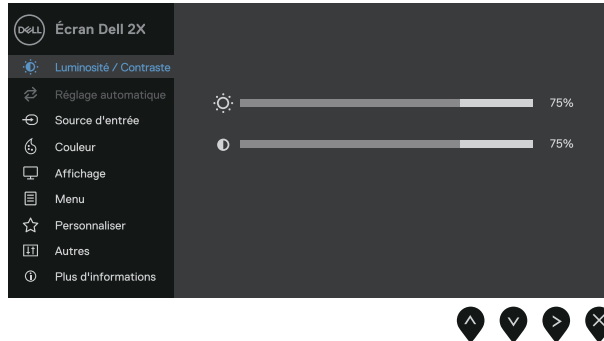 DELL Écran Dell 2X
Luminosité / Contraste
Réglage automatique
75%
Source d'entrée
Couleur
75%
Affichage
Menu
Personnaliser
Autres
Plus d'informations